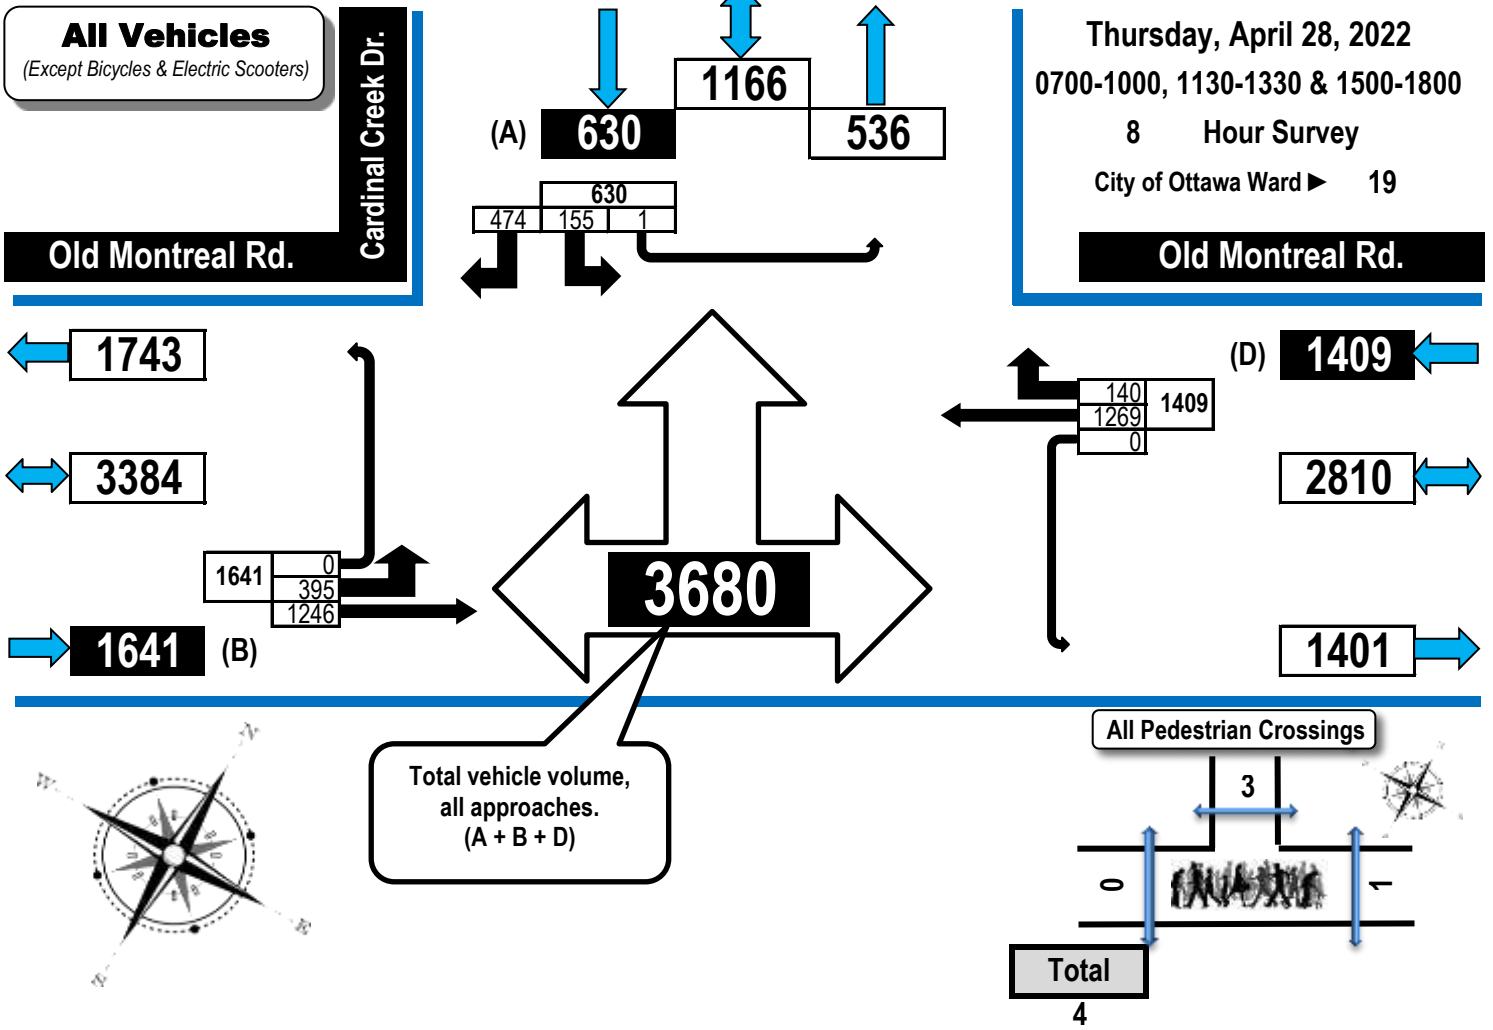 All Vehicles
(Except Bicycles & Electric Scooters)
Cardinal Creek Dr.
Old Montreal Rd.
1166
(A) 630 536
630
474 155 1
Thursday, April 28, 2022
0700-1000, 1130-1330 & 1500-1800
8 Hour Survey
City of Ottawa Ward ► 19
Old Montreal Rd.
1743
3384
1641
0
395
1246
1641 (B)
(D) 1409
140
1269
0
1409
2810
1401
3680
Total vehicle volume,
all approaches.
(A + B + D)
N
W
E
S
All Pedestrian Crossings
3
0
1
Total
4